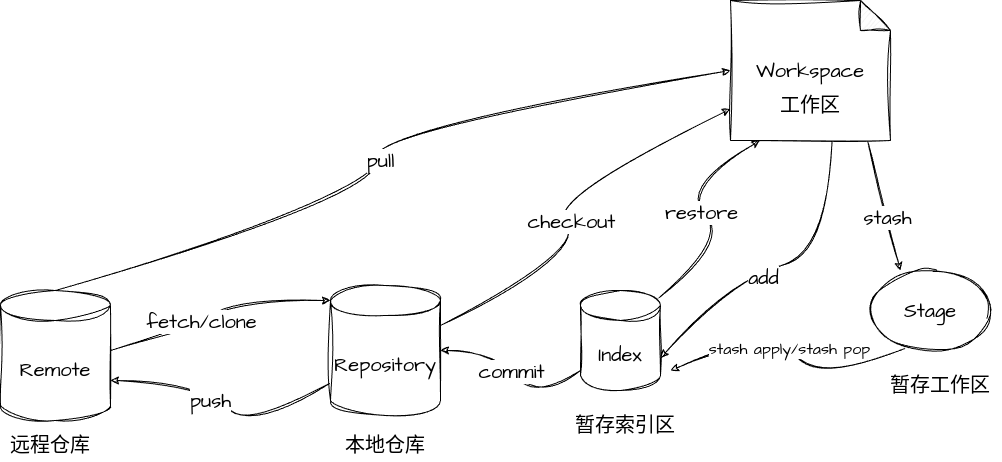 Workspace
工作区
pull
checkout
restore
stash
add
fetch/clone
Stage
Remote
Repository
Index
stash apply/stash pop
commit
push
暂存工作区
暂存索引区
远程仓库
本地仓库